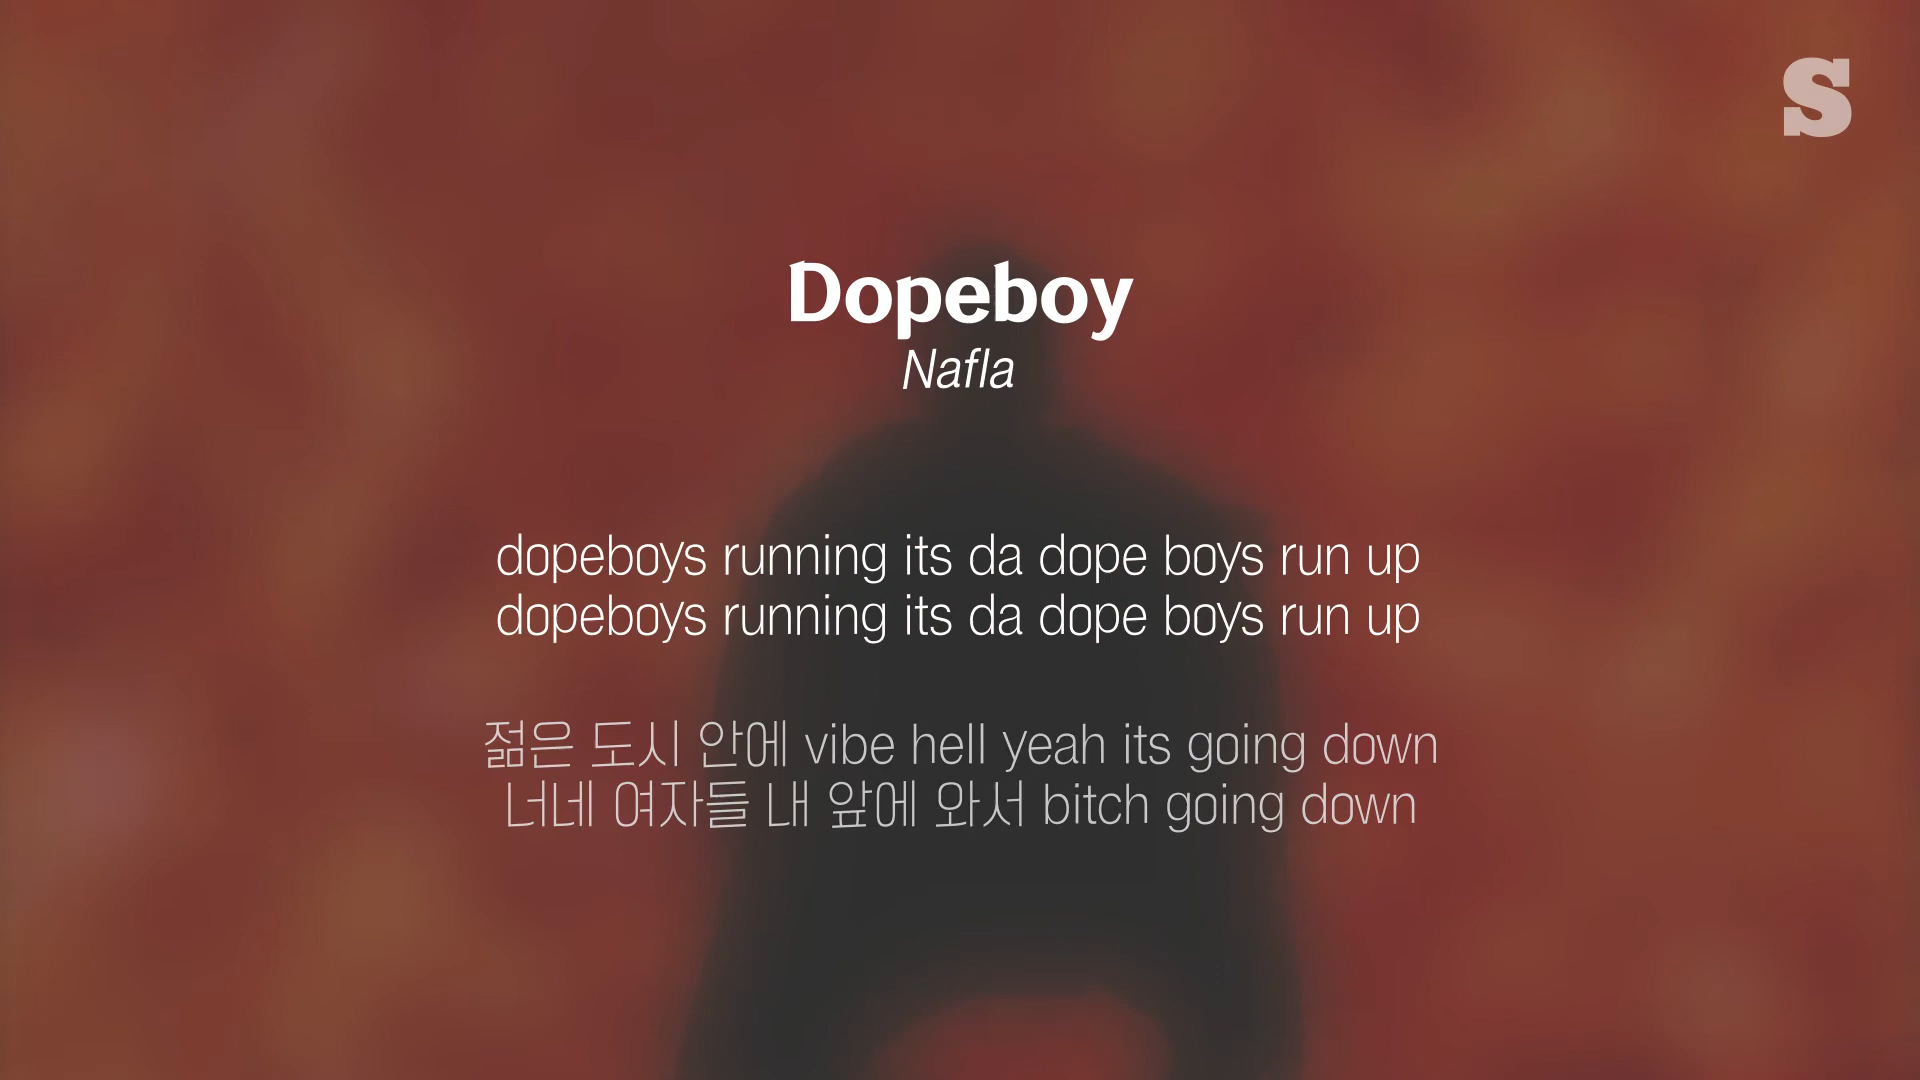 S
Dopeboy
Nafla
dopeboys running its da dope boys run up
dopeboys running its da dope boys run up
젊은 도시 안에 vibe hell yeah its going down
너네 여자들 내 앞에 와서 bitch going down